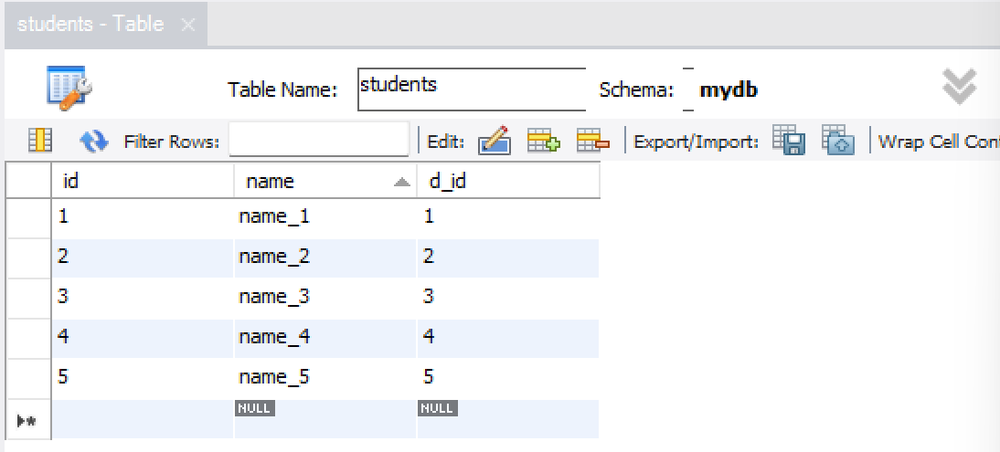 students - Table
Table Name: students Schema: mydb
Filter Rows: Edit: Export/Import: Wrap Cell Cont
id name d_id
1 name_1 1
2 name_2 2
3 name_3 3
4 name_4 4
5 name_5 5
NULL NULL